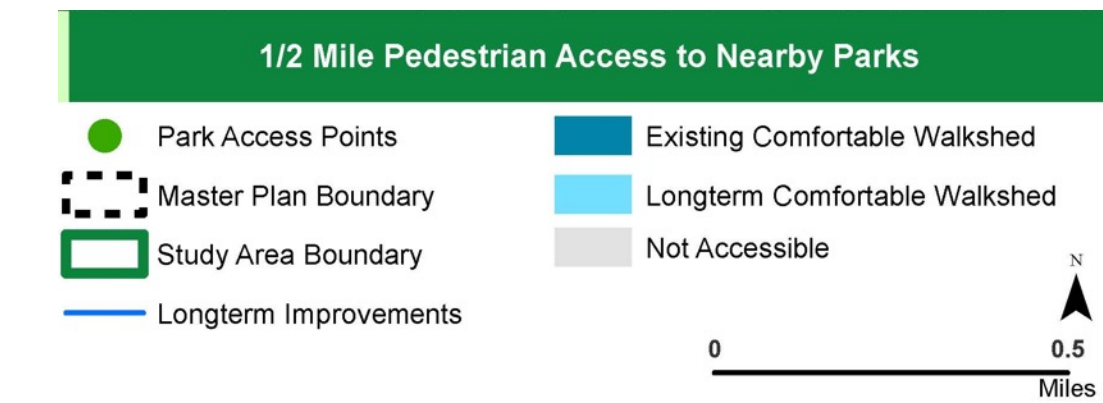 1/2 Mile Pedestrian Access to Nearby Parks
Park Access Points
Master Plan Boundary
Study Area Boundary
Longterm Improvements
Existing Comfortable Walkshed
Longterm Comfortable Walkshed
Not Accessible
N
0 0.5
Miles